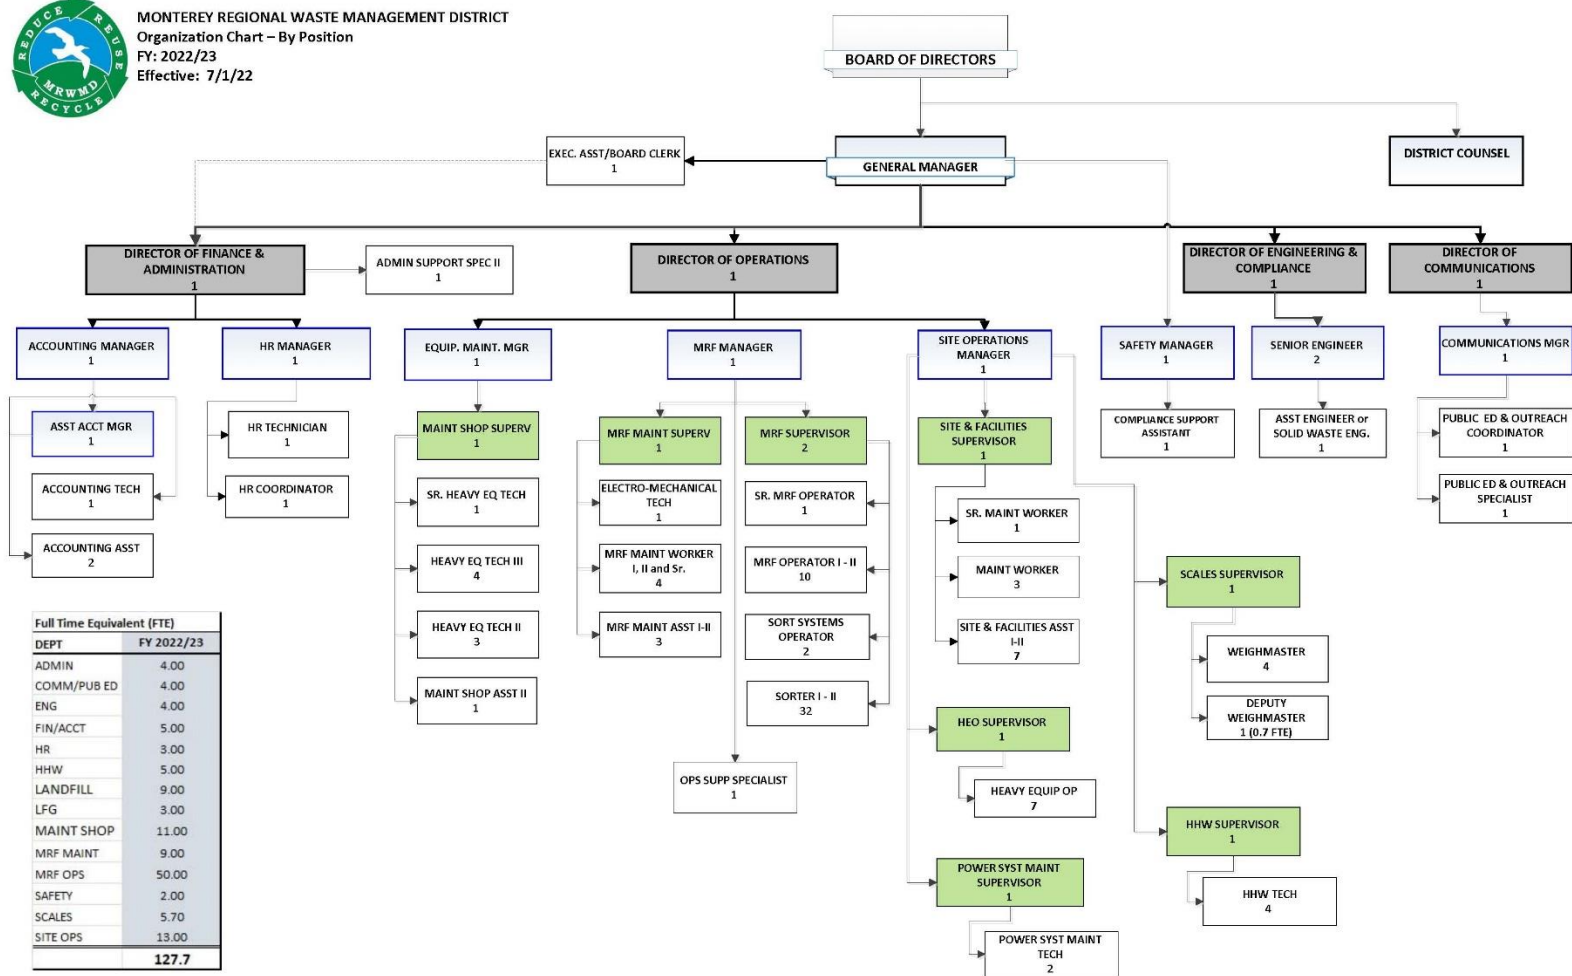 REDUCE REUSE
MRWMD
RECYCLE
MONTEREY REGIONAL WASTE MANAGEMENT DISTRICT
Organization Chart – By Position
FY: 2022/23
Effective: 7/1/22
BOARD OF DIRECTORS
EXEC. ASST/BOARD CLERK
1
GENERAL MANAGER
DISTRICT COUNSEL
DIRECTOR OF FINANCE &
ADMINISTRATION
1
ADMIN SUPPORT SPEC II
1
DIRECTOR OF OPERATIONS
1
DIRECTOR OF ENGINEERING &
COMPLIANCE
1
DIRECTOR OF
COMMUNICATIONS
1
ACCOUNTING MANAGER
1
HR MANAGER
1
EQUIP. MAINT. MGR
1
MRF MANAGER
1
SITE OPERATIONS
MANAGER
1
SAFETY MANAGER
1
SENIOR ENGINEER
2
COMMUNICATIONS MGR
1
ASST ACCT MGR
1
ACCOUNTING TECH
1
ACCOUNTING ASST
2
HR TECHNICIAN
1
HR COORDINATOR
1
MAINT SHOP SUPERV
1
SR. HEAVY EQ TECH
1
HEAVY EQ TECH III
4
HEAVY EQ TECH II
3
MAINT SHOP ASST II
1
MRF MAINT SUPERV
1
ELECTRO-MECHANICAL
TECH
1
MRF MAINT WORKER
I, II and Sr.
4
MRF MAINT ASST I-II
3
MRF SUPERVISOR
2
SR. MRF OPERATOR
1
MRF OPERATOR I - II
10
SORT SYSTEMS
OPERATOR
2
SORTER I - II
32
OPS SUPP SPECIALIST
1
SITE & FACILITIES
SUPERVISOR
1
SR. MAINT WORKER
1
MAINT WORKER
3
SITE & FACILITIES ASST
I-II
7
HEO SUPERVISOR
1
HEAVY EQUIP OP
7
POWER SYST MAINT
SUPERVISOR
1
POWER SYST MAINT
TECH
2
COMPLIANCE SUPPORT
ASSISTANT
1
ASST ENGINEER or
SOLID WASTE ENG.
1
PUBLIC ED & OUTREACH
COORDINATOR
1
PUBLIC ED & OUTREACH
SPECIALIST
1
SCALES SUPERVISOR
1
WEIGHMASTER
4
DEPUTY
WEIGHMASTER
1 (0.7 FTE)
HHW SUPERVISOR
1
HHW TECH
4
Full Time Equivalent (FTE)
DEPT FY 2022/23
ADMIN 4.00
COMM/PUB ED 4.00
ENG 4.00
FIN/ACCT 5.00
HR 3.00
HHW 5.00
LANDFILL 9.00
LFG 3.00
MAINT SHOP 11.00
MRF MAINT 9.00
MRF OPS 50.00
SAFETY 2.00
SCALES 5.70
SITE OPS 13.00
127.7